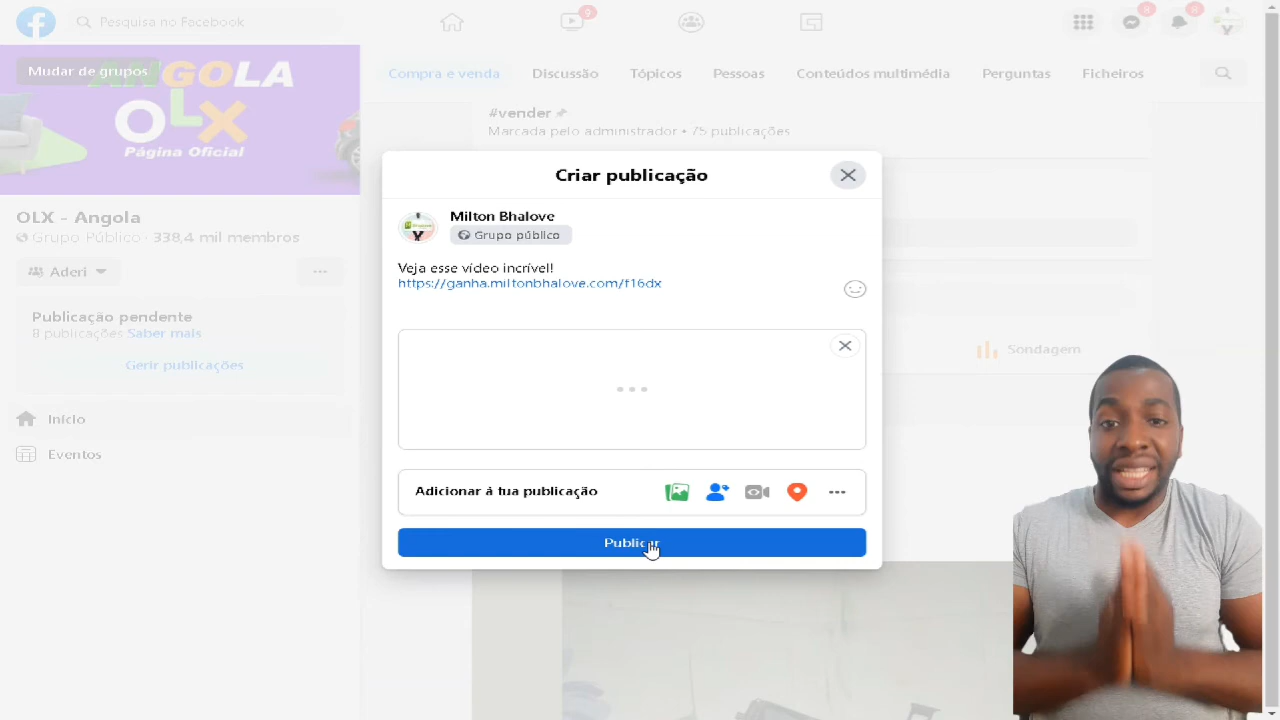 Pesquisa no Facebook
9
8
8
Mudar de grupos
ANGOLA
OLX
Página Oficial
OLX - Angola
Grupo Público · 338,4 mil membros
Aderi
Publicação pendente
8 publicações Saber mais
Gerir publicações
Início
Eventos
Compra e venda
Discussão
Tópicos
Pessoas
Conteúdos multimédia
Perguntas
Ficheiros
#vender
Marcada pelo administrador • 75 publicações
Criar publicação
Milton Bhalove
Grupo público
Veja esse vídeo incrível!
https://ganha.miltonbhalove.com/f16dx
Sondagem
Adicionar à tua publicação
Publicar